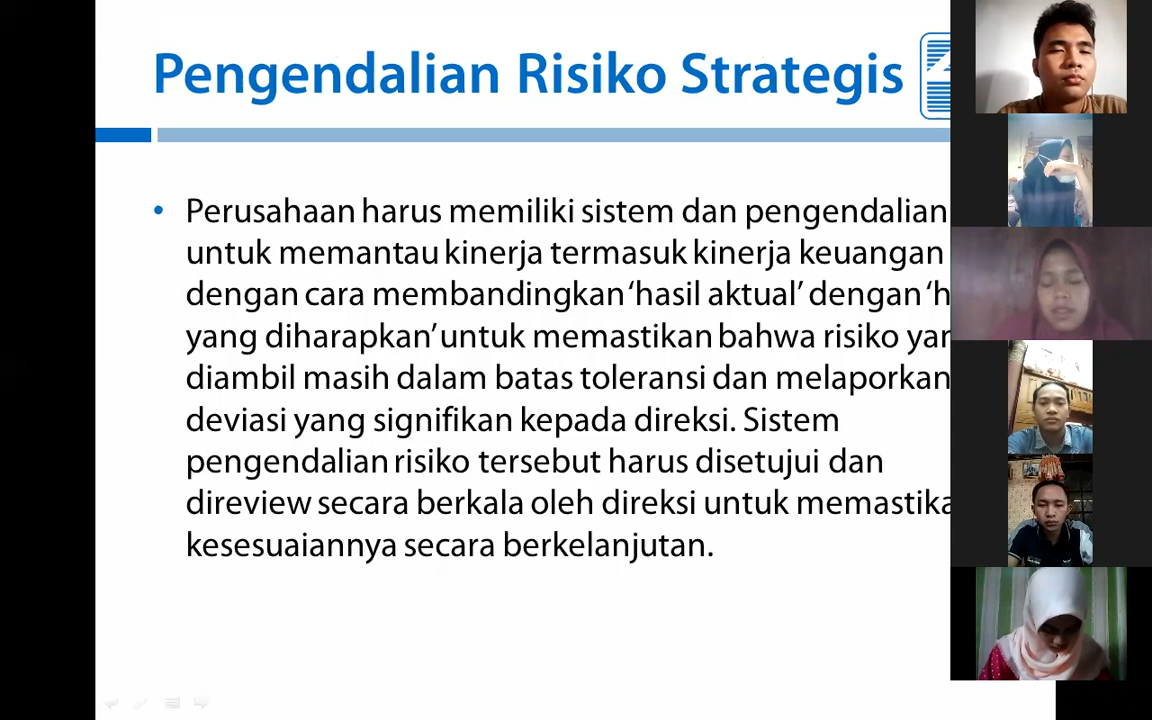 Pengendalian Risiko Strategis
• Perusahaan harus memiliki sistem dan pengendalian
untuk memantau kinerja termasuk kinerja keuangan
dengan cara membandingkan ‘hasil aktual’ dengan
yang diharapkan’ untuk memastikan bahwa risiko
diambil masih dalam batas toleransi dan melaporkan
deviasi yang signifikan kepada direksi. Sistem
pengendalian risiko tersebut harus disetujui dan
direview secara berkala oleh direksi untuk
kesesuaiannya secara berkelanjutan.